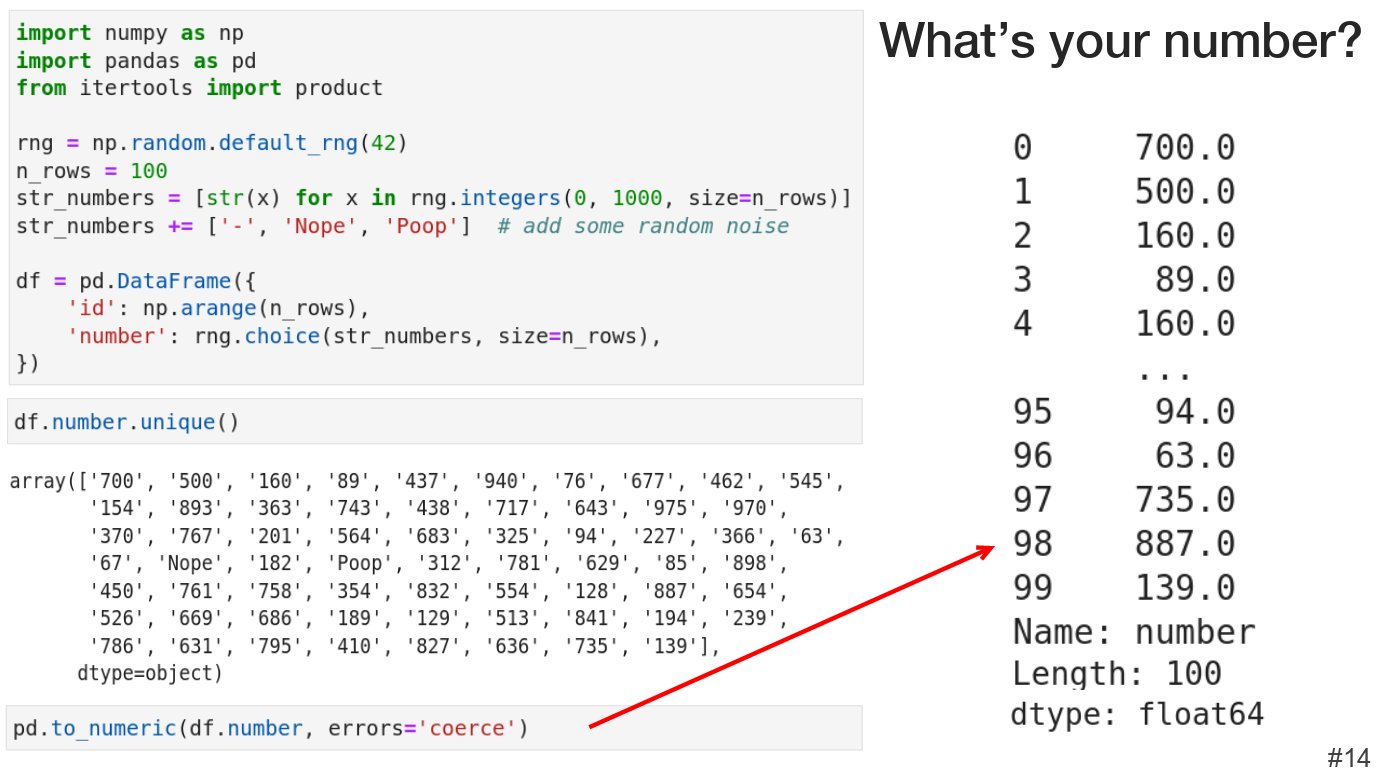 import numpy as np
import pandas as pd
from itertools import product

rng = np.random.default_rng(42)
n_rows = 100
str_numbers = [str(x) for x in rng.integers(0, 1000, size=n_rows)]
str_numbers += ['-', 'Nope', 'Poop']  # add some random noise

df = pd.DataFrame({
    'id': np.arange(n_rows),
    'number': rng.choice(str_numbers, size=n_rows),
})
df.number.unique()
array(['700', '500', '160', '89', '437', '940', '76', '677', '462', '545',
       '154', '893', '363', '743', '438', '717', '643', '975', '970',
       '370', '767', '201', '564', '683', '325', '94', '227', '366', '63',
       '67', 'Nope', '182', 'Poop', '312', '781', '629', '85', '898',
       '450', '761', '758', '354', '832', '554', '128', '887', '654',
       '526', '669', '686', '189', '129', '513', '841', '194', '239',
       '786', '631', '795', '410', '827', '636', '735', '139'],
      dtype=object)
pd.to_numeric(df.number, errors='coerce')
What's your number?
0     700.0
1     500.0
2     160.0
3      89.0
4     160.0
      ...
95     94.0
96     63.0
97    735.0
98    887.0
99    139.0
Name: number
Length: 100
dtype: float64
#14